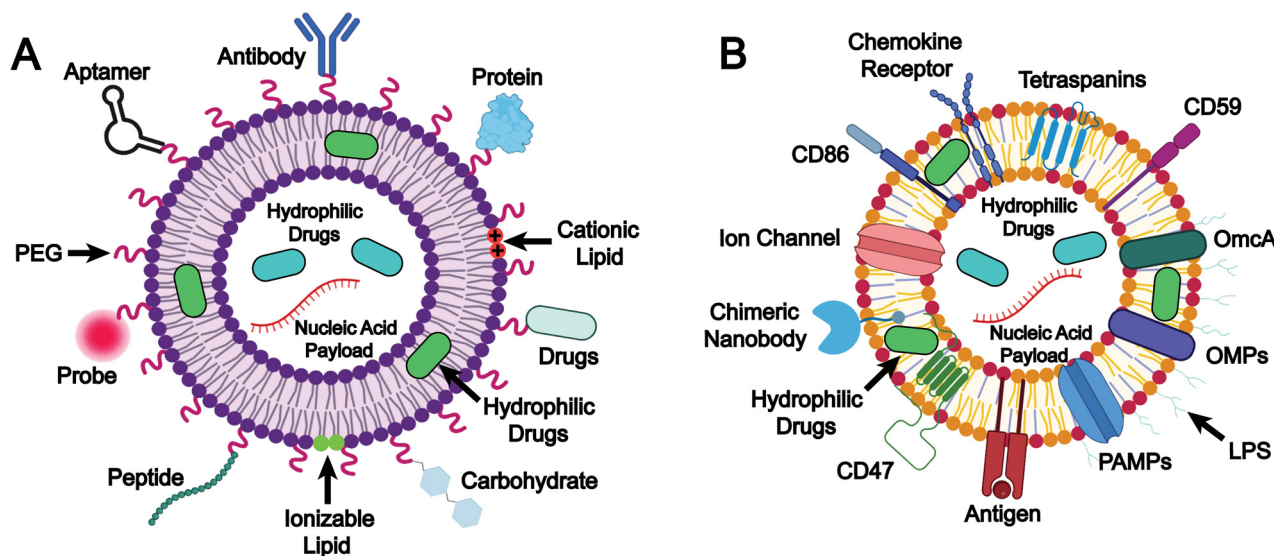 A
Antibody
Aptamer
Protein
Hydrophilic
Drugs
PEG
Cationic
Lipid
+
+
Nucleic Acid
Payload
Probe
Drugs
Hydrophilic
Drugs
Peptide
Carbohydrate
Ionizable
Lipid
B
Chemokine
Receptor
Tetraspanins
CD59
CD86
Hydrophilic
Drugs
Ion Channel
OmcA
Chimeric
Nanobody
Nucleic Acid
Payload
OMPs
Hydrophilic
Drugs
CD47
PAMPs
LPS
Antigen